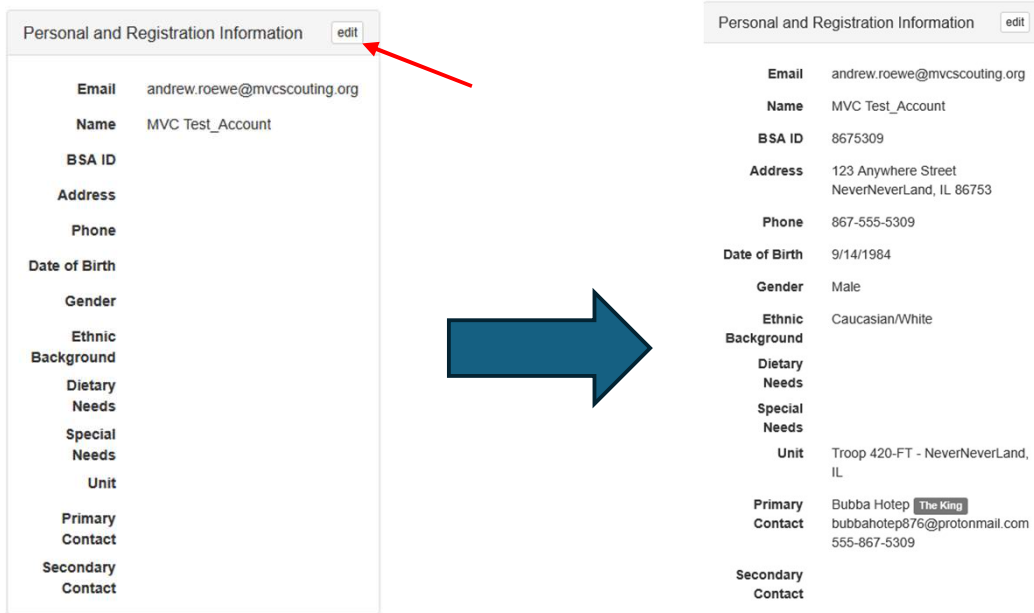 Personal and Registration Information edit
Email andrew.roewe@mvcscouting.org
Name MVC Test_Account
BSA ID
Address
Phone
Date of Birth
Gender
Ethnic
Background
Dietary
Needs
Special
Needs
Unit
Primary
Contact
Secondary
Contact
Personal and Registration Information edit
Email andrew.roewe@mvcscouting.org
Name MVC Test_Account
BSA ID 8675309
Address 123 Anywhere Street
NeverNeverLand, IL 86753
Phone 867-555-5309
Date of Birth 9/14/1984
Gender Male
Ethnic Caucasian/White
Background
Dietary
Needs
Special
Needs
Unit Troop 420-FT - NeverNeverLand,
IL
Primary Bubba Hotep The King
Contact bubbahotep876@protonmail.com
555-867-5309
Secondary
Contact